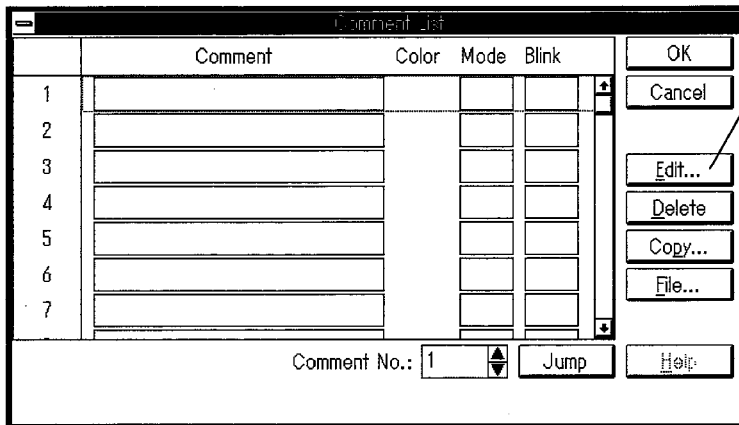 Comment List
Comment Color Mode Blink
OK
1
Cancel
2
3
Edit...
4
Delete
5
Copy...
6
File...
7
Comment No.: 1
Jump
Help